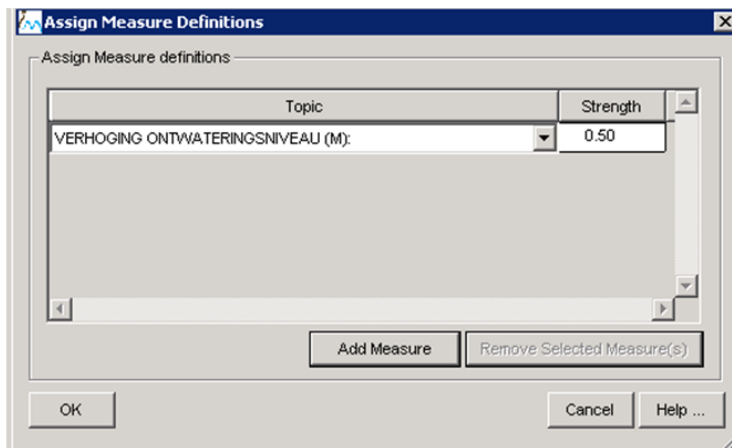 Assign Measure Definitions
Assign Measure definitions
Topic Strength
VERHOGING ONTWATERINGSNIVEAU (M): 0.50
Add Measure Remove Selected Measure(s)
OK Cancel Help ...